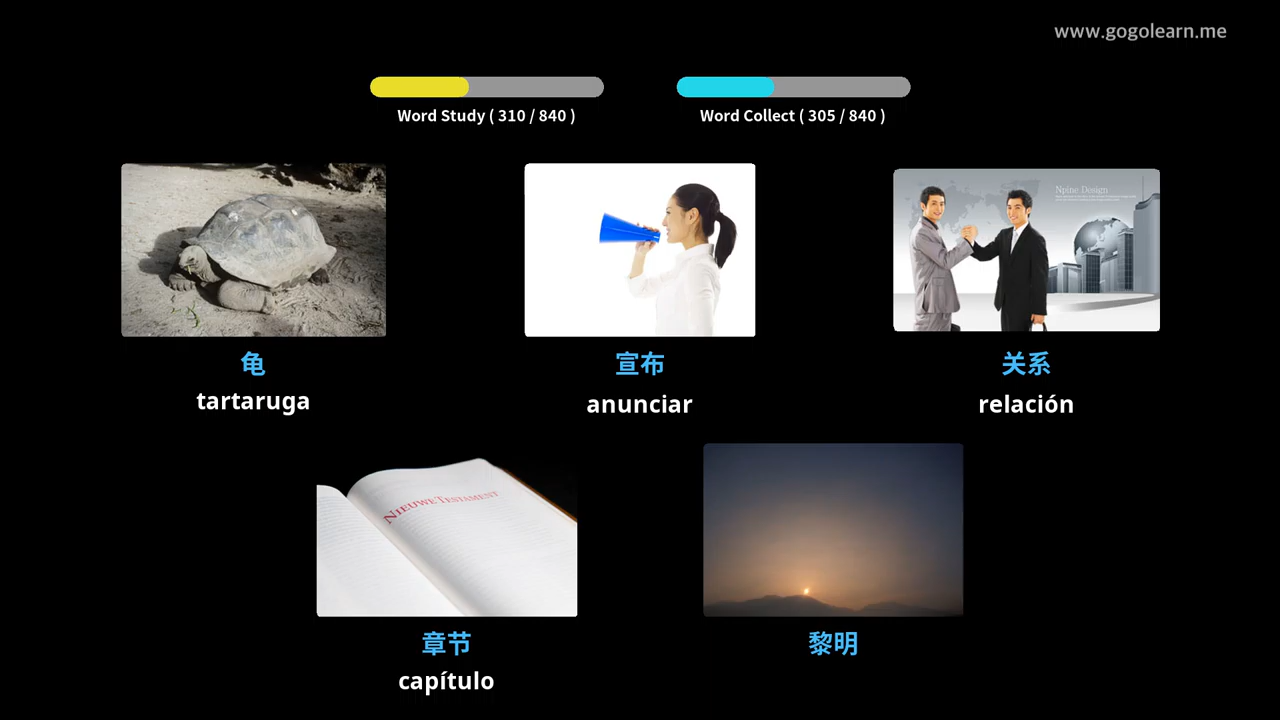 www.gogolearn.me
Word Study ( 310 / 840 )
Word Collect ( 305 / 840 )
Npine Design
龟
tartaruga
宣布
anunciar
关系
relación
NIEUWE TESTAMENT
章节
capítulo
黎明